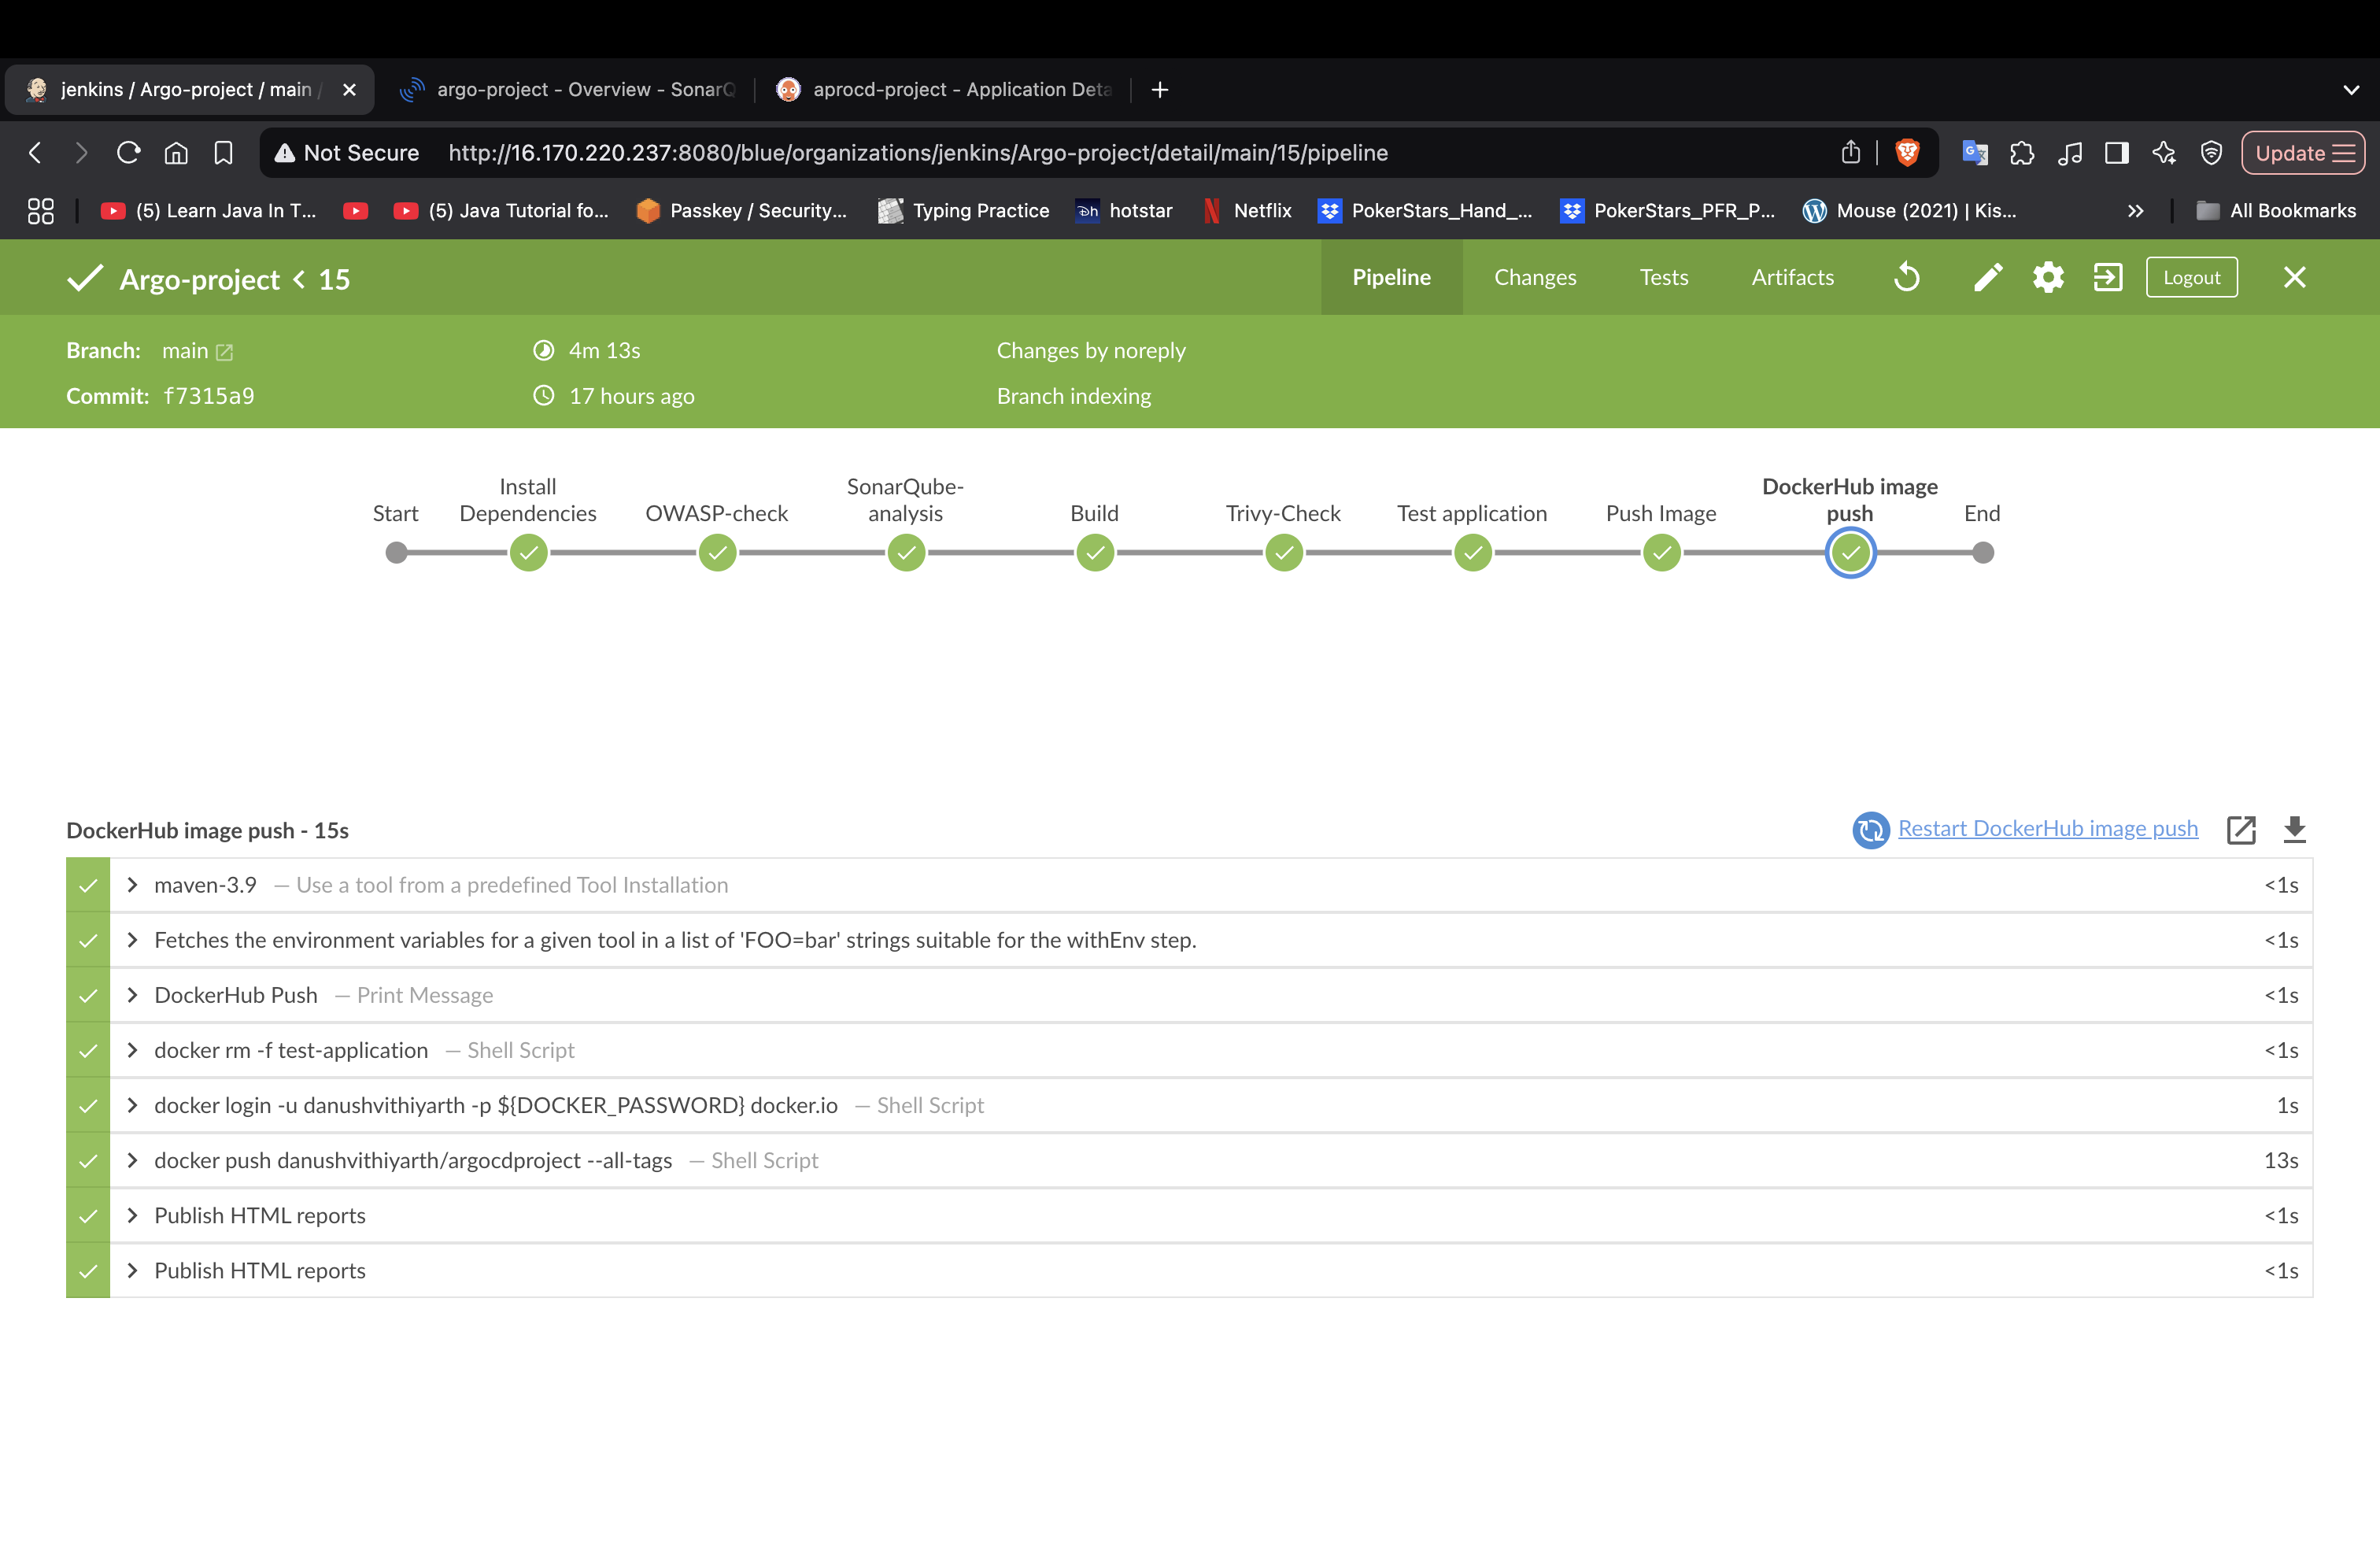 jenkins / Argo-project / main /
argo-project - Overview - SonarQ
aprocd-project - Application Deta
Not Secure http://16.170.220.237:8080/blue/organizations/jenkins/Argo-project/detail/main/15/pipeline
Update
(5) Learn Java In T...
(5) Java Tutorial fo...
Passkey / Security...
Typing Practice
hotstar
Netflix
PokerStars_Hand_...
PokerStars_PFR_P...
Mouse (2021) | Kis...
All Bookmarks
Argo-project < 15
Pipeline
Changes
Tests
Artifacts
Logout
Branch: main
4m 13s
Changes by noreply
Commit: f7315a9
17 hours ago
Branch indexing
Start
Install
Dependencies
OWASP-check
SonarQube-
analysis
Build
Trivy-Check
Test application
Push Image
DockerHub image
push
End
DockerHub image push - 15s
Restart DockerHub image push
maven-3.9 — Use a tool from a predefined Tool Installation <1s
Fetches the environment variables for a given tool in a list of 'FOO=bar' strings suitable for the withEnv step. <1s
DockerHub Push — Print Message <1s
docker rm -f test-application — Shell Script <1s
docker login -u danushvithiyarth -p ${DOCKER_PASSWORD} docker.io — Shell Script 1s
docker push danushvithiyarth/argocdproject --all-tags — Shell Script 13s
Publish HTML reports <1s
Publish HTML reports <1s